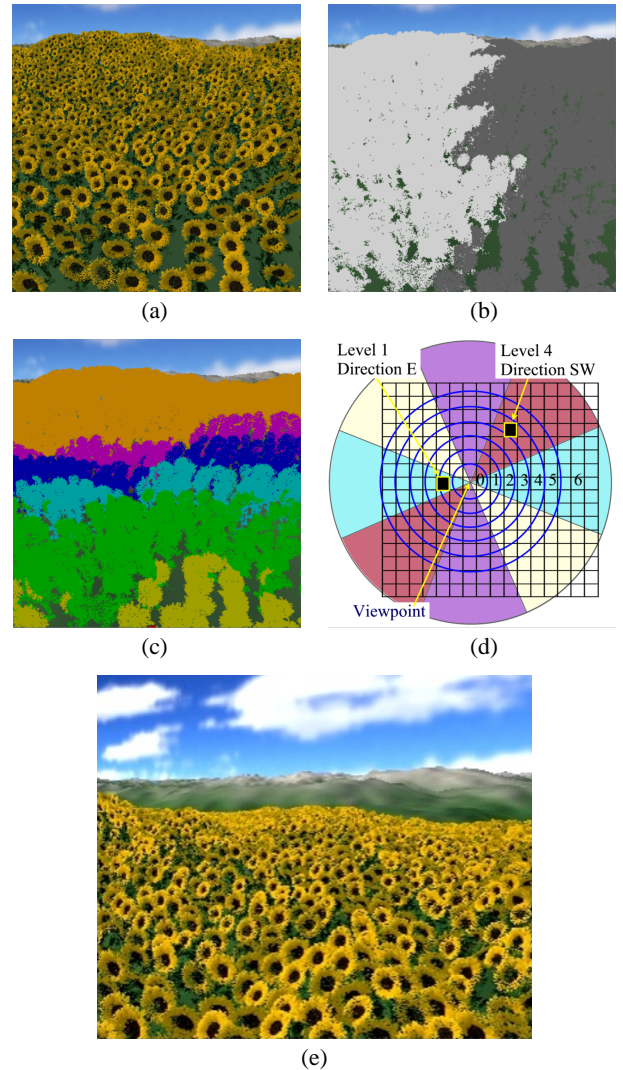 (a)
(b)
Level 1
Direction E
Level 4
Direction SW
0 1 2 3 4 5 6
Viewpoint
(c)
(d)
(e)